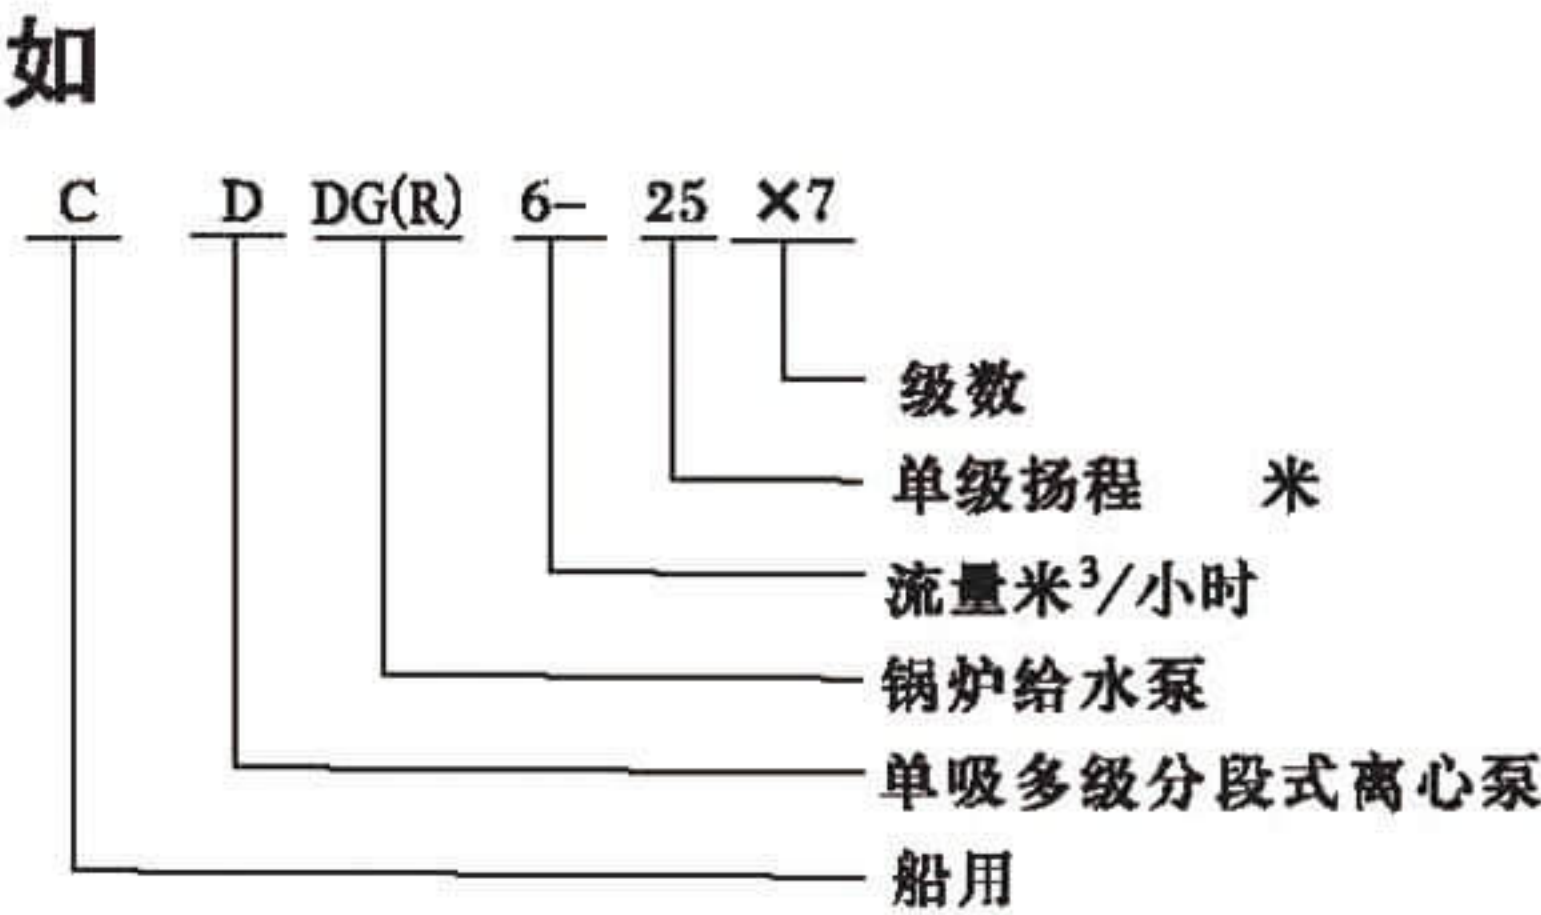 如
C D DG(R) 6- 25 ×7
级数
单级扬程 米
流量米³/小时
锅炉给水泵
单吸多级分段式离心泵
船用